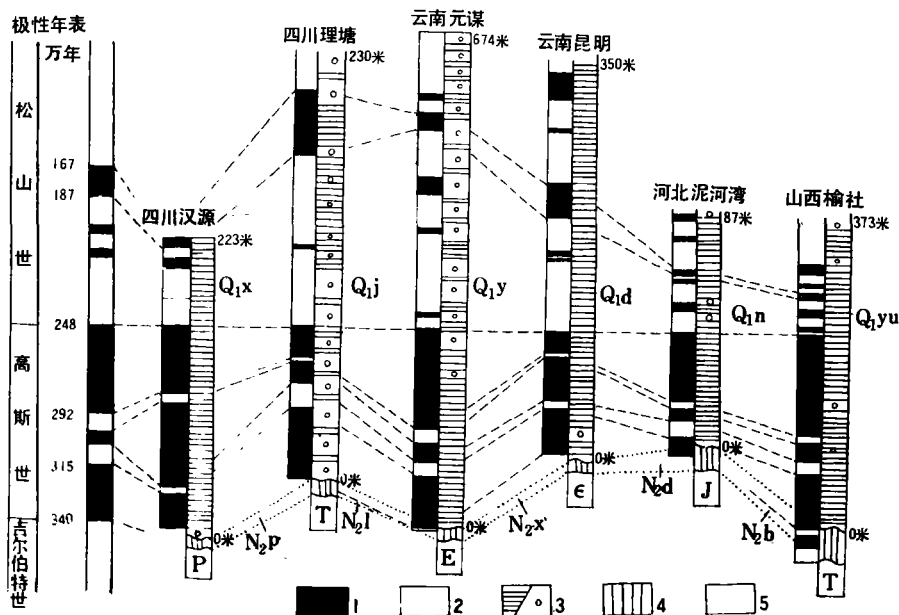 极性年表
万年
松
山
世
高
斯
世
吉尔伯特世
167
187
248
292
315
340
四川汉源
223米
Q₁x
0米
P
N₂p
四川理塘
230米
Q₁j
0米
T
N₂l
云南元谋
674米
Q₁y
0米
E
N₂x
云南昆明
350米
Q₁d
0米
ϵ
N₂d
河北泥河湾
87米
Q₁n
0米
J
N₂b
山西榆社
373米
Q₁yu
0米
T
1 2 3 4 5